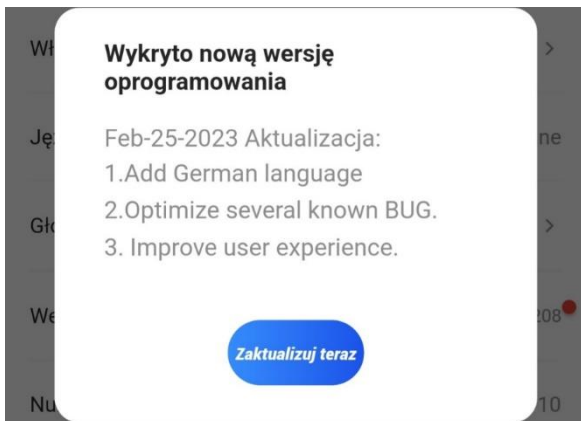 Wykryto nową wersję
oprogramowania
Feb-25-2023 Aktualizacja:
1.Add German language
2.Optimize several known BUG.
3. Improve user experience.
Zaktualizuj teraz